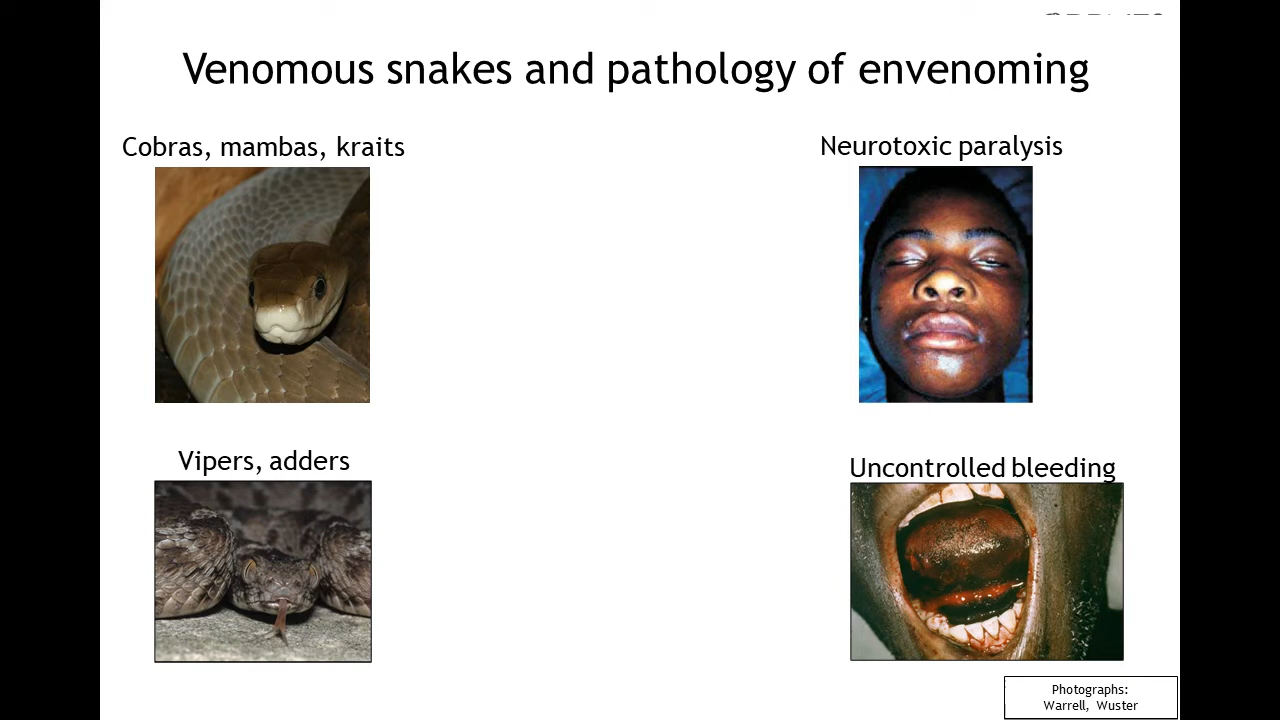 Venomous snakes and pathology of envenoming
Cobras, mambas, kraits
Neurotoxic paralysis
Vipers, adders
Uncontrolled bleeding
Photographs:
Warrell, Wuster